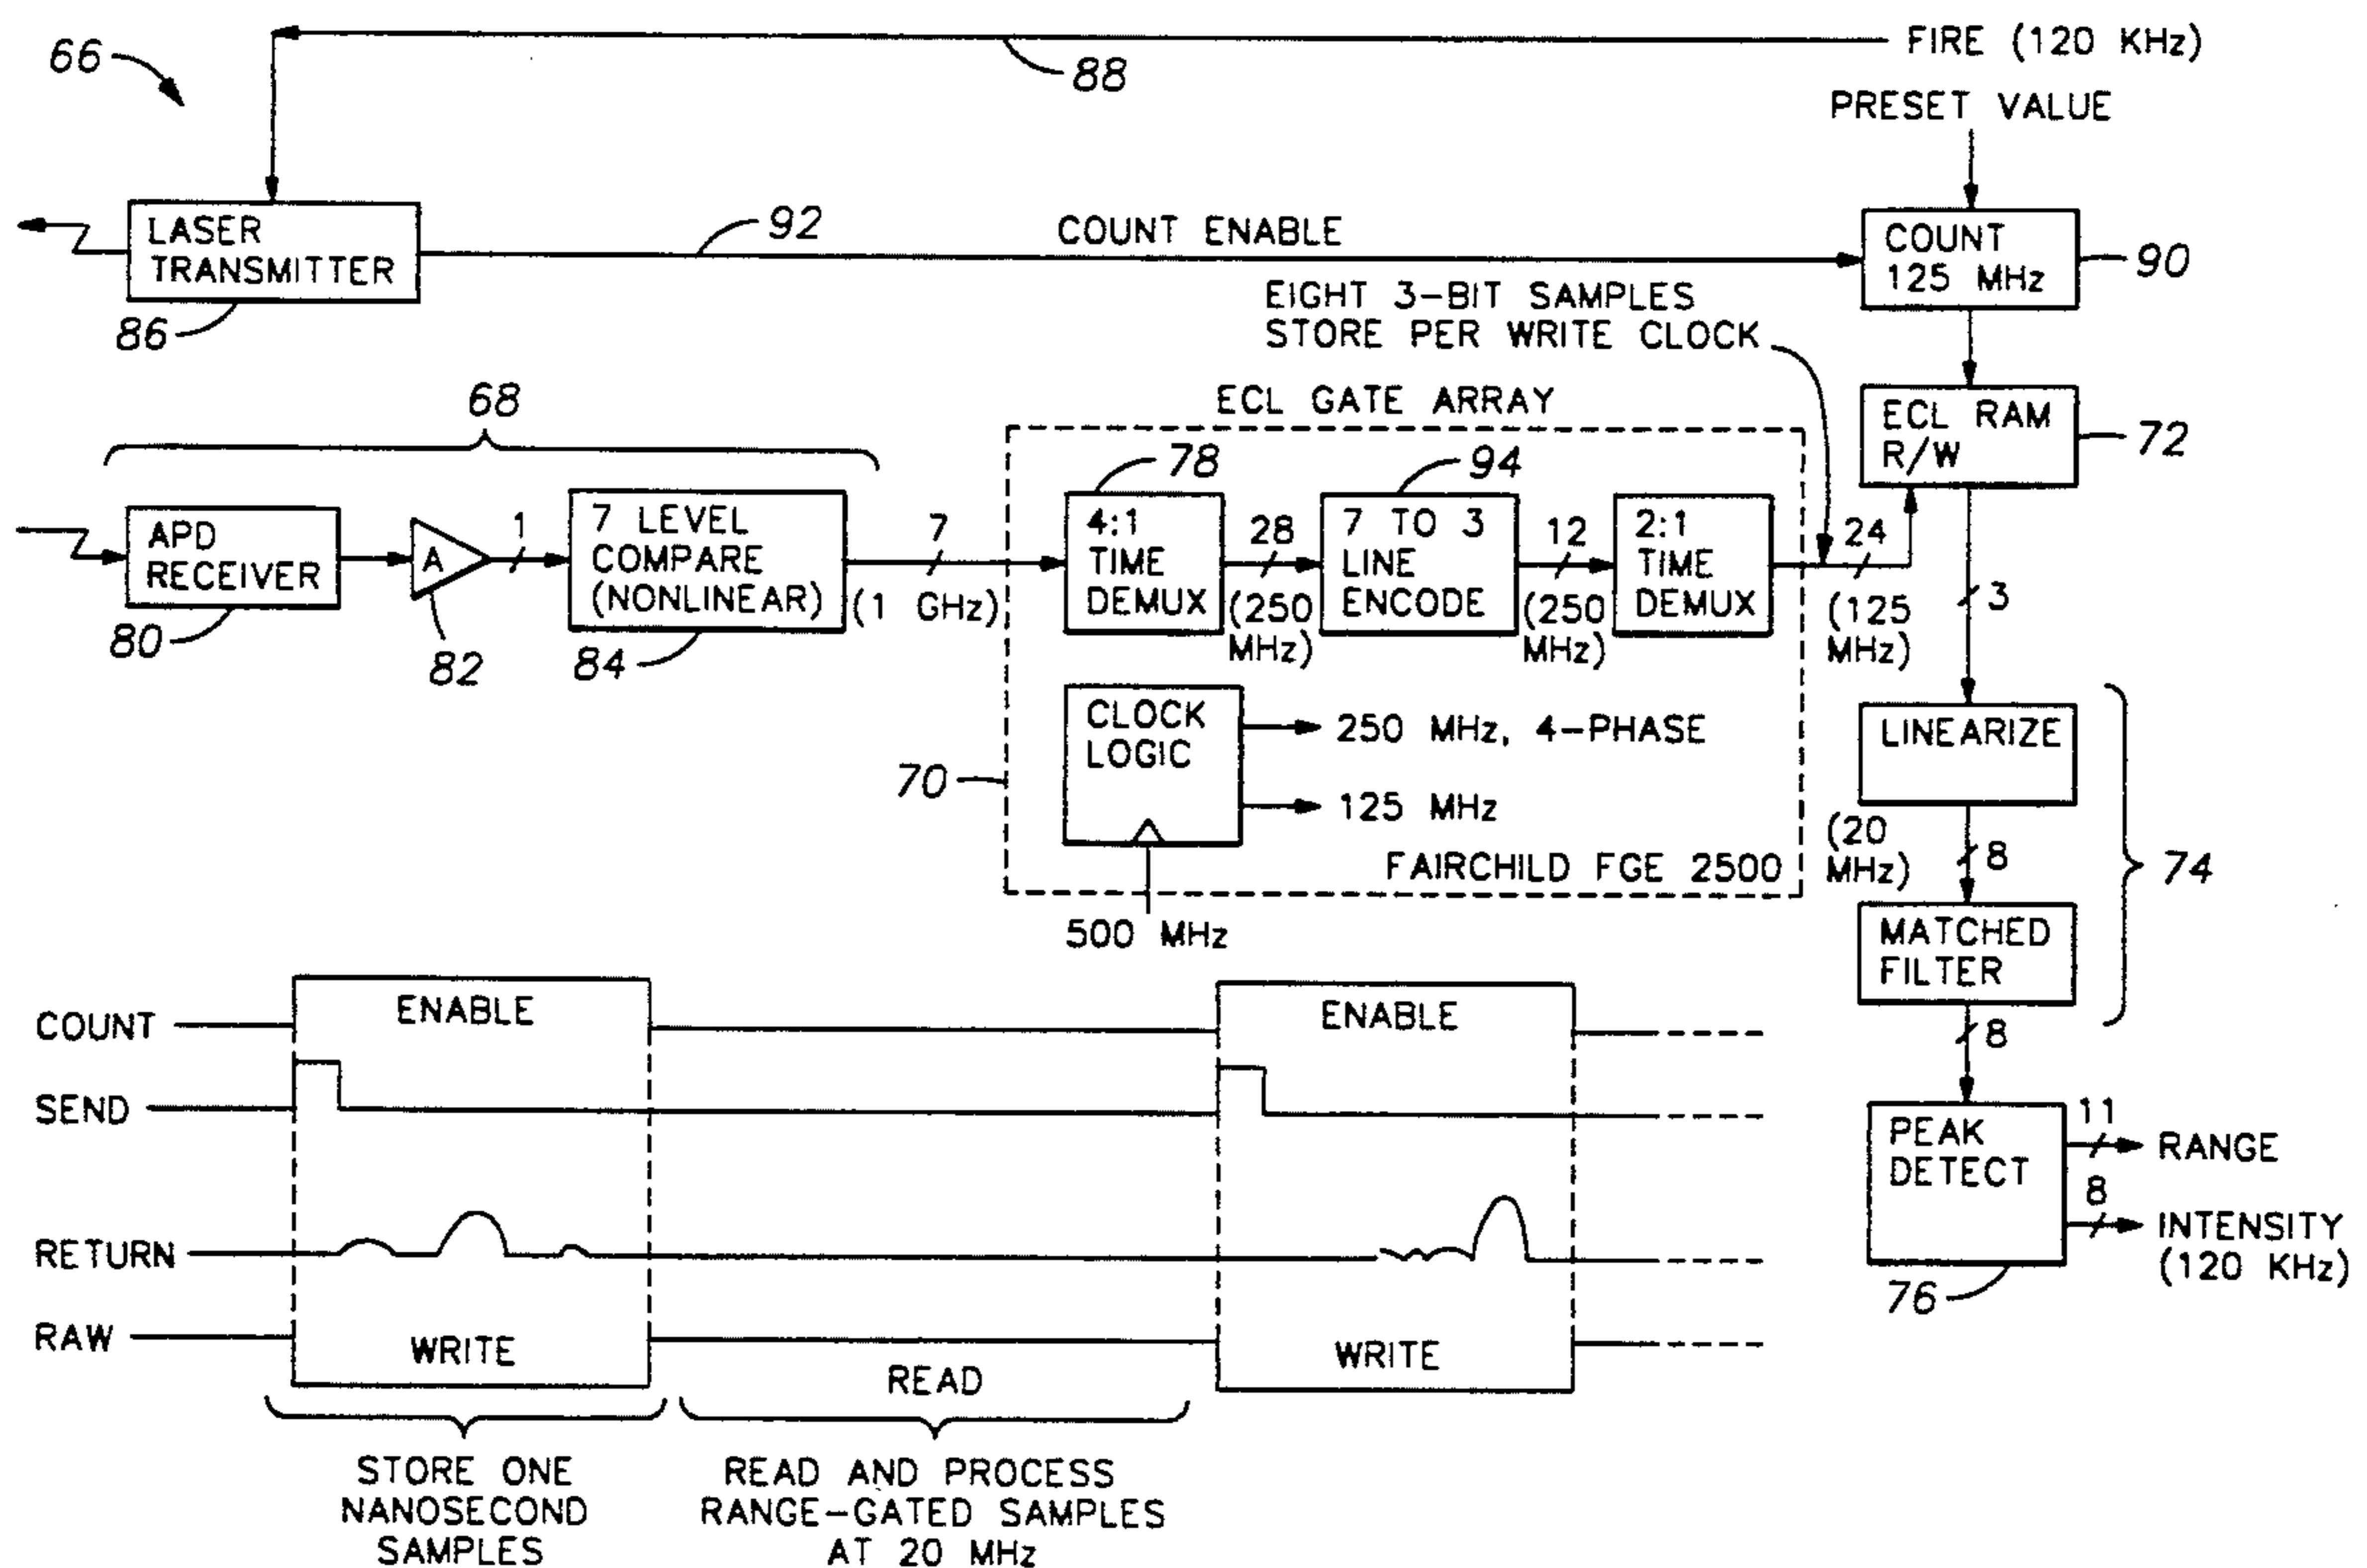 FIRE (120 KHz)
66
88
PRESET VALUE
LASER
TRANSMITTER
92
COUNT ENABLE
COUNT
125 MHz
90
86
EIGHT 3-BIT SAMPLES
STORE PER WRITE CLOCK
68
ECL GATE ARRAY
ECL RAM
R/W
72
78
94
APD
RECEIVER
A
1
7 LEVEL
COMPARE
(NONLINEAR)
7
(1 GHz)
4:1
TIME
DEMUX
28
(250
MHz)
7 TO 3
LINE
ENCODE
12
(250
MHz)
2:1
TIME
DEMUX
24
(125
MHz)
3
80
82
84
CLOCK
LOGIC
250 MHz, 4-PHASE
125 MHz
70
LINEARIZE
(20
MHz)
8
74
FAIRCHILD FGE 2500
500 MHz
MATCHED
FILTER
8
COUNT
ENABLE
ENABLE
SEND
PEAK
DETECT
11
RANGE
8
INTENSITY
(120 KHz)
76
RETURN
RAW
WRITE
READ
WRITE
STORE ONE
NANOSECOND
SAMPLES
READ AND PROCESS
RANGE-GATED SAMPLES
AT 20 MHz